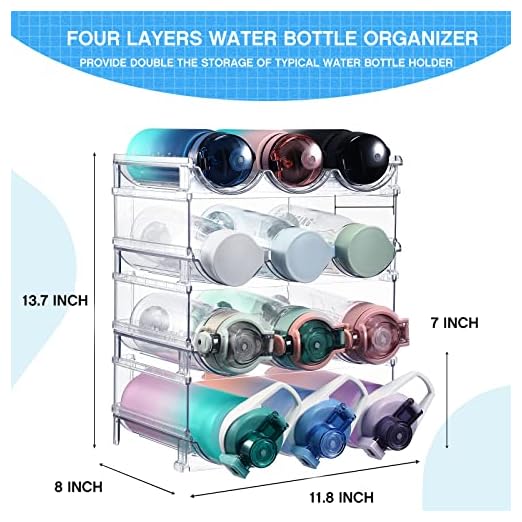 FOUR LAYERS WATER BOTTLE ORGANIZER
PROVIDE DOUBLE THE STORAGE OF TYPICAL WATER BOTTLE HOLDER
13.7 INCH
7 INCH
8 INCH
11.8 INCH